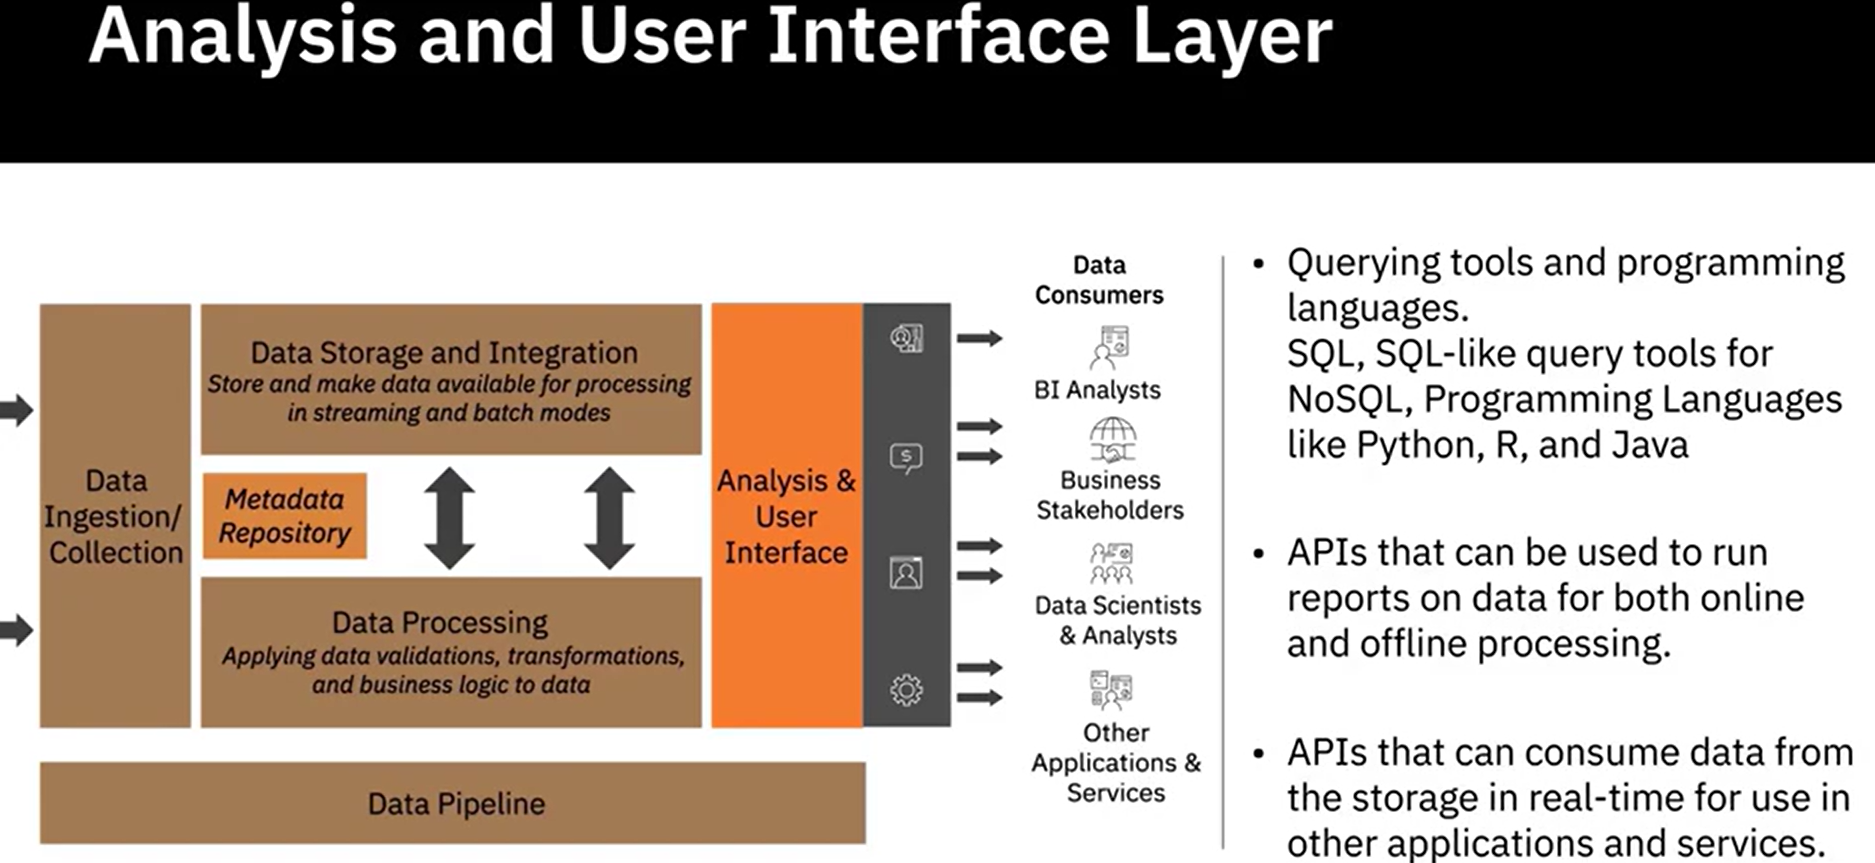 Analysis and User Interface Layer
Data
Ingestion/
Collection
Data Storage and Integration
Store and make data available for processing
in streaming and batch modes
Metadata
Repository
Data Processing
Applying data validations, transformations,
and business logic to data
Analysis &
User
Interface
Data Pipeline
$
Data
Consumers
BI Analysts
Business
Stakeholders
Data Scientists
& Analysts
Other
Applications &
Services
• Querying tools and programming
languages.
SQL, SQL-like query tools for
NoSQL, Programming Languages
like Python, R, and Java
• APIs that can be used to run
reports on data for both online
and offline processing.
• APIs that can consume data from
the storage in real-time for use in
other applications and services.